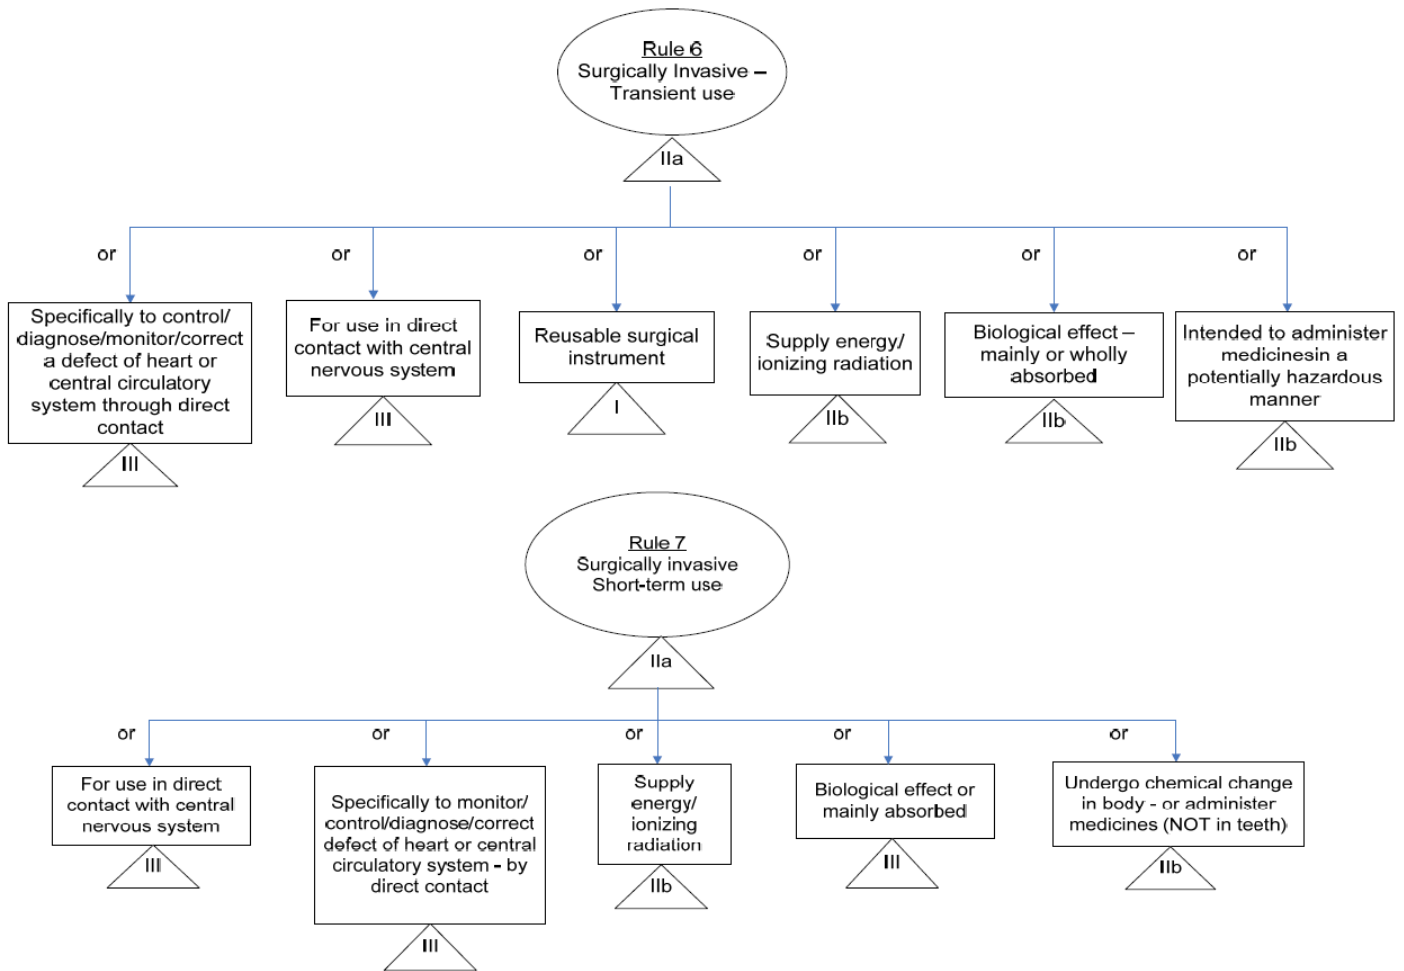 Rule 6
Surgically Invasive –
Transient use
IIa
or
or
or
or
or
or
Specifically to control/
diagnose/monitor/correct
a defect of heart or
central circulatory
system through direct
contact
III
For use in direct
contact with central
nervous system
III
Reusable surgical
instrument
I
Supply energy/
ionizing radiation
IIb
Biological effect –
mainly or wholly
absorbed
IIb
Intended to administer
medicinesin a
potentially hazardous
manner
IIb
Rule 7
Surgically invasive
Short-term use
IIa
or
or
or
or
or
For use in direct
contact with central
nervous system
III
Specifically to monitor/
control/diagnose/correct
defect of heart or central
circulatory system - by
direct contact
III
Supply
energy/
ionizing
radiation
IIb
Biological effect or
mainly absorbed
III
Undergo chemical change
in body - or administer
medicines (NOT in teeth)
IIb